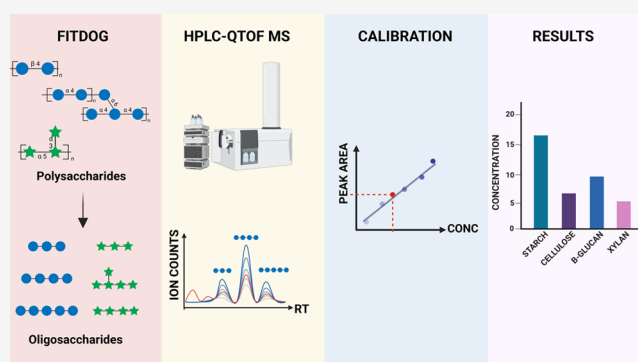 FITDOG
HPLC-QTOF MS
CALIBRATION
RESULTS
β 4
n
α 4
n
α 6
α 4
α 4
n
α
3
α 5
n
Polysaccharides
Oligosaccharides
ION COUNTS
RT
PEAK AREA
CONC
CONCENTRATION
20
15
10
5
0
STARCH
CELLULOSE
B-GLUCAN
XYLAN